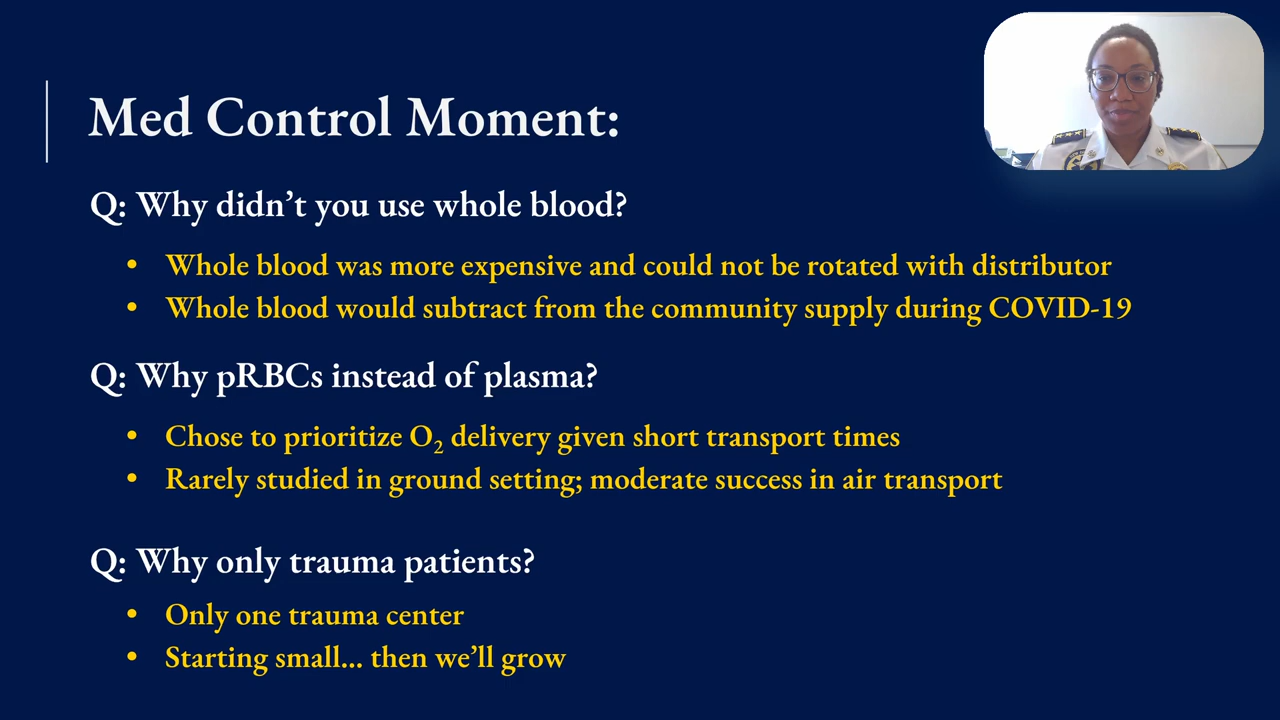 Med Control Moment:
Q: Why didn’t you use whole blood?
• Whole blood was more expensive and could not be rotated with distributor
• Whole blood would subtract from the community supply during COVID-19
Q: Why pRBCs instead of plasma?
• Chose to prioritize O₂ delivery given short transport times
• Rarely studied in ground setting; moderate success in air transport
Q: Why only trauma patients?
• Only one trauma center
• Starting small... then we’ll grow